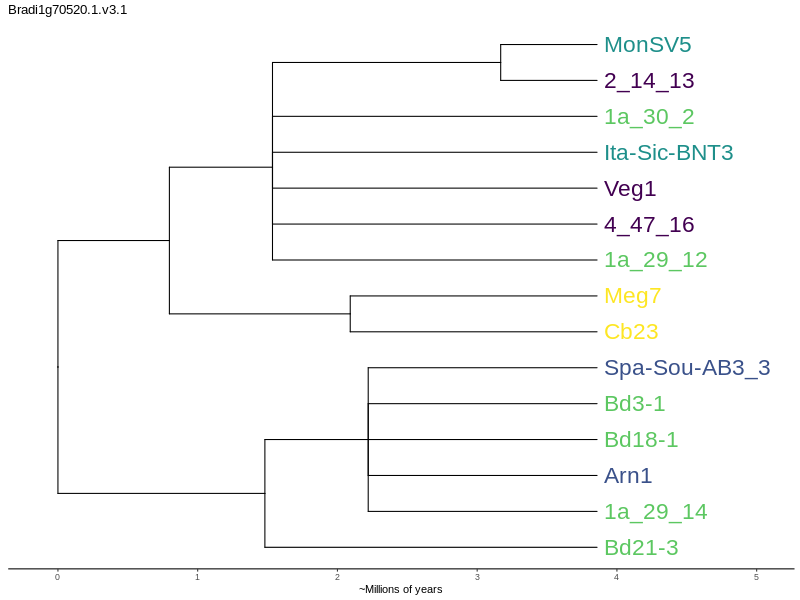 Bradi1g70520.1.v3.1
MonSV5
2_14_13
1a_30_2
Ita-Sic-BNT3
Veg1
4_47_16
1a_29_12
Meg7
Cb23
Spa-Sou-AB3_3
Bd3-1
Bd18-1
Arn1
1a_29_14
Bd21-3
0 1 2 3 4 5
~Millions of years